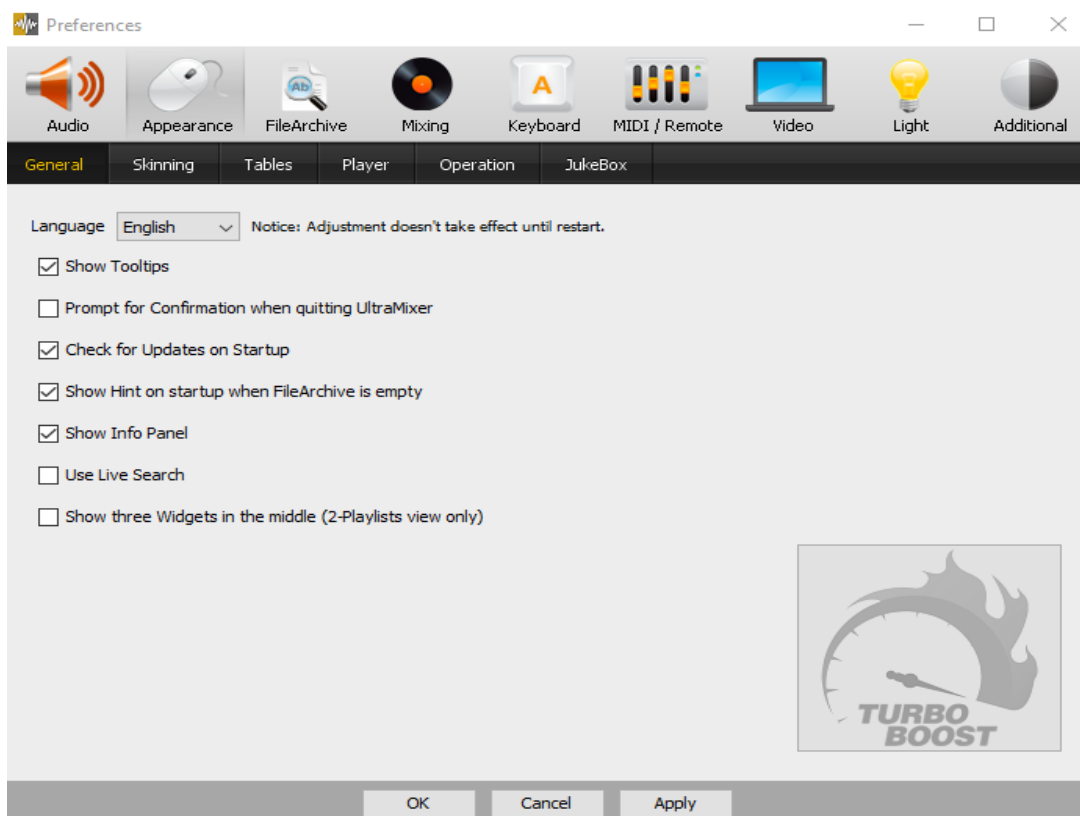 Preferences
Audio Appearance FileArchive Mixing Keyboard MIDI / Remote Video Light Additional
General Skinning Tables Player Operation JukeBox
Language English Notice: Adjustment doesn't take effect until restart.
Show Tooltips
Prompt for Confirmation when quitting UltraMixer
Check for Updates on Startup
Show Hint on startup when FileArchive is empty
Show Info Panel
Use Live Search
Show three Widgets in the middle (2-Playlists view only)
TURBO
BOOST
OK Cancel Apply